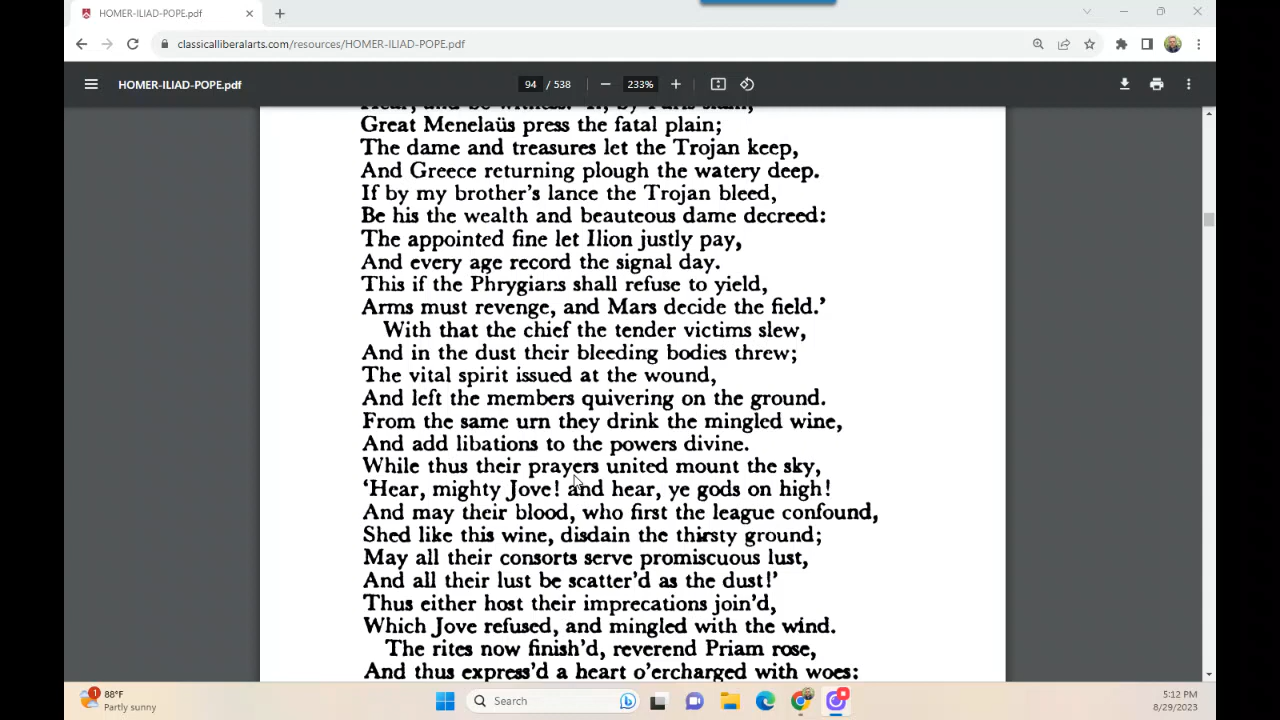 HOMER-ILIAD-POPE.pdf
classicalliberalarts.com/resources/HOMER-ILIAD-POPE.pdf
HOMER-ILIAD-POPE.pdf
94 / 538
233%
Hear, and be witness. If, by Paris slain,
Great Menelaüs press the fatal plain;
The dame and treasures let the Trojan keep,
And Greece returning plough the watery deep.
If by my brother's lance the Trojan bleed,
Be his the wealth and beauteous dame decreed:
The appointed fine let Ilion justly pay,
And every age record the signal day.
This if the Phrygians shall refuse to yield,
Arms must revenge, and Mars decide the field.'
With that the chief the tender victims slew,
And in the dust their bleeding bodies threw;
The vital spirit issued at the wound,
And left the members quivering on the ground.
From the same urn they drink the mingled wine,
And add libations to the powers divine.
While thus their prayers united mount the sky,
'Hear, mighty Jove! and hear, ye gods on high!
And may their blood, who first the league confound,
Shed like this wine, disdain the thirsty ground;
May all their consorts serve promiscuous lust,
And all their lust be scatter'd as the dust!'
Thus either host their imprecations join'd,
Which Jove refused, and mingled with the wind.
The rites now finish'd, reverend Priam rose,
And thus express'd a heart o'ercharged with woes:
1
88°F
Partly sunny
Search
5:12 PM
8/29/2023